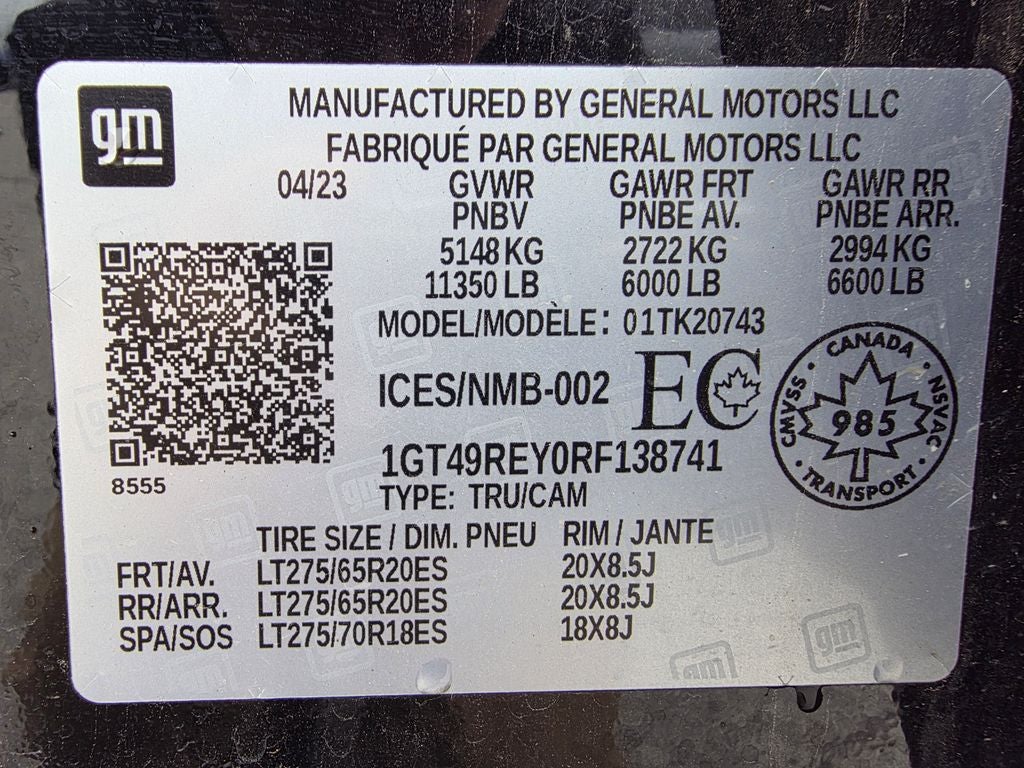 gm
MANUFACTURED BY GENERAL MOTORS LLC
FABRIQUÉ PAR GENERAL MOTORS LLC
04/23 GVWR GAWR FRT GAWR RR
PNBV PNBE AV. PNBE ARR.
5148 KG 2722 KG 2994 KG
11350 LB 6000 LB 6600 LB
MODEL/MODÈLE: 01TK20743
ICES/NMB-002 EC
CANADA
CMVSS 985 NSVAC
TRANSPORT
1GT49REY0RF138741
8555
TYPE: TRU/CAM
TIRE SIZE / DIM. PNEU RIM / JANTE
FRT/AV. LT275/65R20ES 20X8.5J
RR/ARR. LT275/65R20ES 20X8.5J
SPA/SOS LT275/70R18ES 18X8J
gm
gm